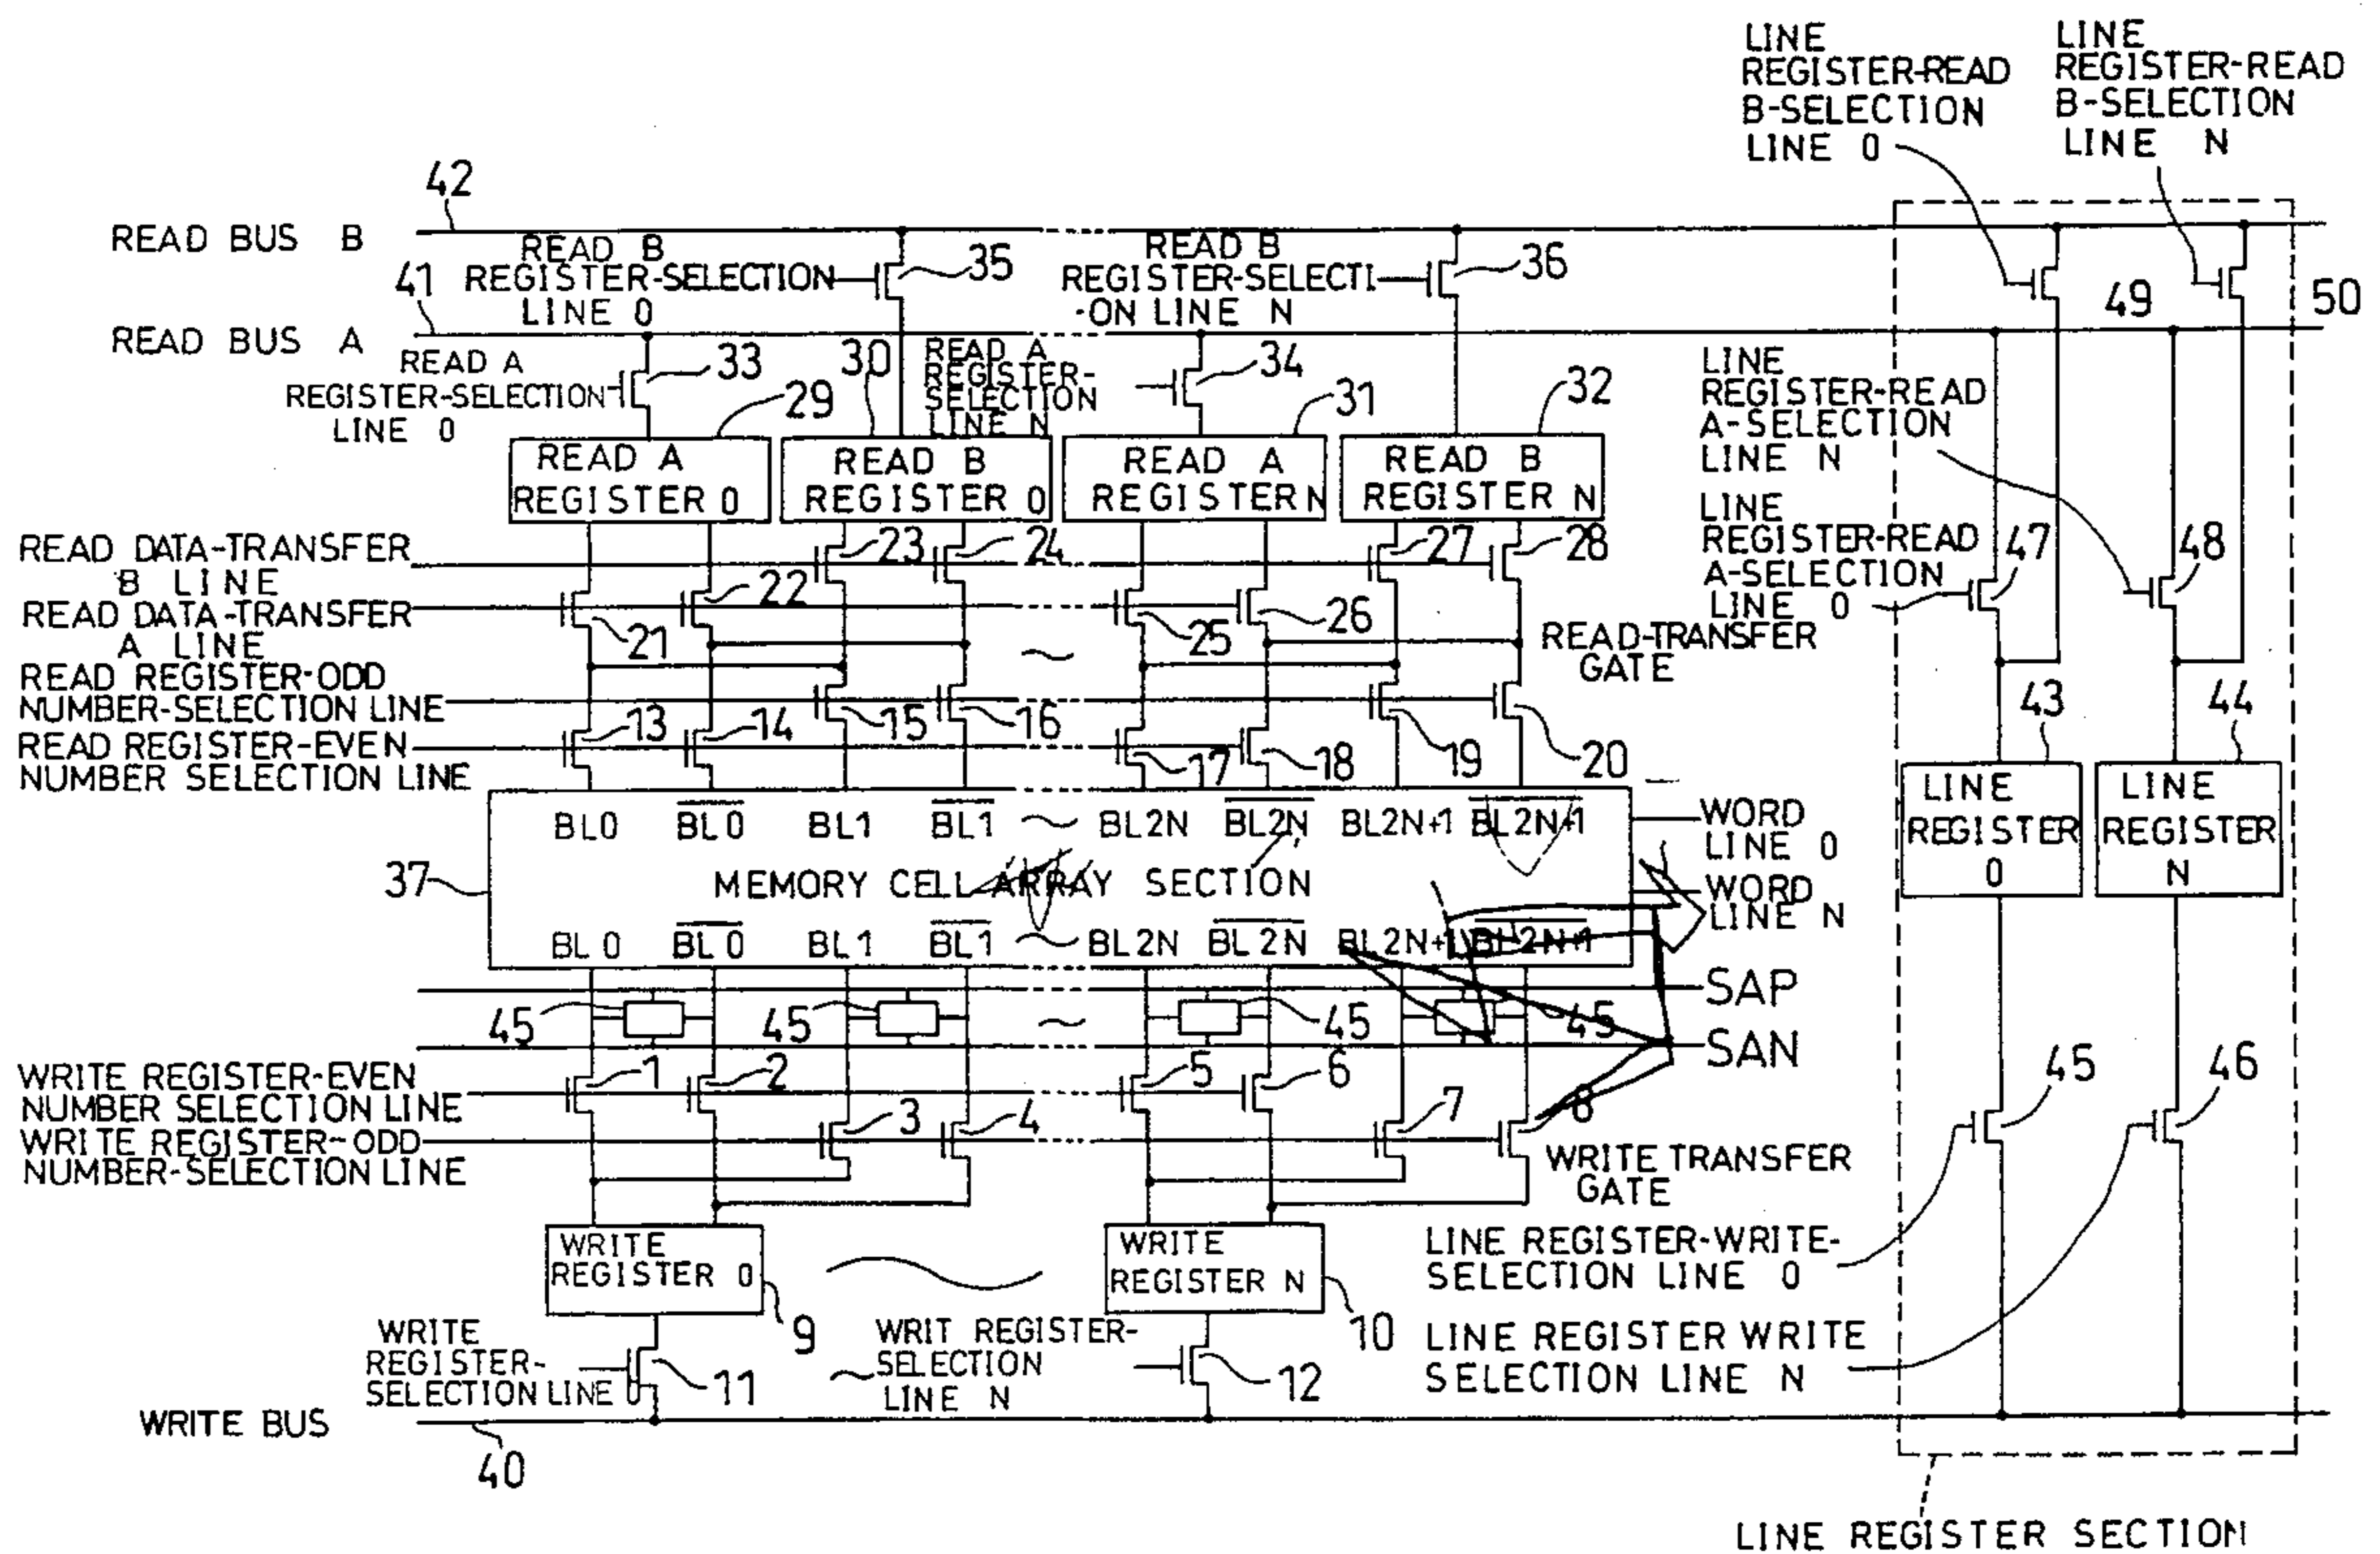 LINE
REGISTER-READ
B-SELECTION
LINE 0
LINE
REGISTER-READ
B-SELECTION
LINE N
42
READ BUS B
READ B
REGISTER-SELECTION
LINE 0
35
READ B
REGISTER-SELECTI
-ON LINE N
36
49
50
41
READ BUS A
READ A
REGISTER-SELECTION
LINE 0
33
30
READ A
REGISTER-
SELECTION
LINE N
34
29
31
32
LINE
REGISTER-READ
A-SELECTION
LINE N
READ A
REGISTER 0
READ B
REGISTER 0
READ A
REGISTER N
READ B
REGISTER N
LINE
REGISTER-READ
A-SELECTION
LINE 0
47
48
READ DATA-TRANSFER
B LINE
23
24
27
28
READ DATA-TRANSFER
A LINE
22
21
25
26
READ-TRANSFER
GATE
READ REGISTER-ODD
NUMBER-SELECTION LINE
13
14
15
16
17
18
19
20
READ REGISTER-EVEN
NUMBER SELECTION LINE
43
44
LINE
REGISTER
0
LINE
REGISTER
N
BL0
BL0
BL1
BL1
~
BL2N
BL2N
BL2N+1
BL2N+1
WORD
LINE 0
37
MEMORY CELL ARRAY SECTION
WORD
LINE N
BL0
BL0
BL1
BL1
~
BL2N
BL2N
BL2N+1
BL2N+1
SAP
45
45
~
45
45
SAN
WRITE REGISTER-EVEN
NUMBER SELECTION LINE
1
2
5
6
45
46
WRITE REGISTER-ODD
NUMBER-SELECTION LINE
3
4
7
8
WRITE TRANSFER
GATE
WRITE
REGISTER 0
9
WRITE
REGISTER N
10
LINE REGISTER-WRITE-
SELECTION LINE 0
WRITE
REGISTER-
SELECTION LINE 0
11
WRIT REGISTER-
SELECTION
LINE N
12
LINE REGISTER WRITE
SELECTION LINE N
WRITE BUS
40
LINE REGISTER SECTION